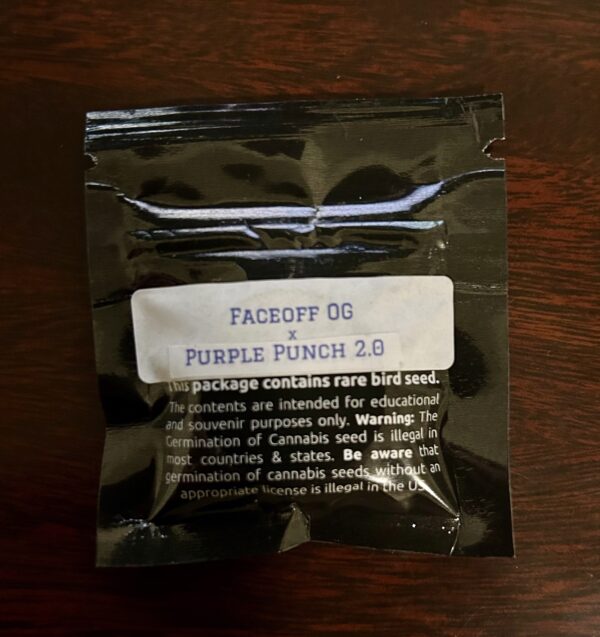 FACEOFF OG
X
PURPLE PUNCH 2.0
This package contains rare bird seed.
The contents are intended for educational
and souvenir purposes only. Warning: The
Germination of Cannabis seed is illegal in
most countries & states. Be aware that
germination of cannabis seeds without an
appropriate license is illegal in the US